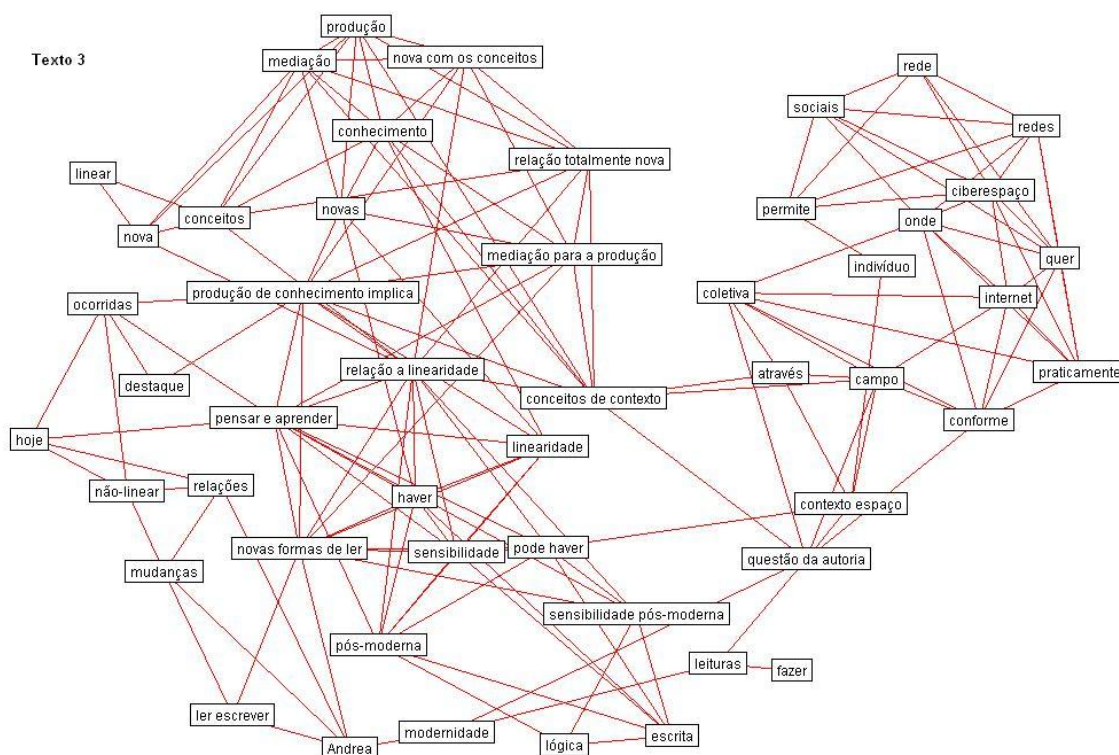 produção
Texto 3
mediação
nova com os conceitos
rede
sociais
redes
conhecimento
relação totalmente nova
linear
ciberespaço
conceitos
novas
permite
onde
nova
mediação para a produção
quer
indivíduo
produção de conhecimento implica
coletiva
internet
ocorridas
relação a linearidade
através
praticamente
destaque
campo
conceitos de contexto
pensar e aprender
conforme
hoje
linearidade
não-linear
relações
haver
contexto espaço
novas formas de ler
sensibilidade
pode haver
questão da autoria
mudanças
sensibilidade pós-moderna
pós-moderna
leituras
fazer
ler escrever
modernidade
escrita
Andrea
lógica